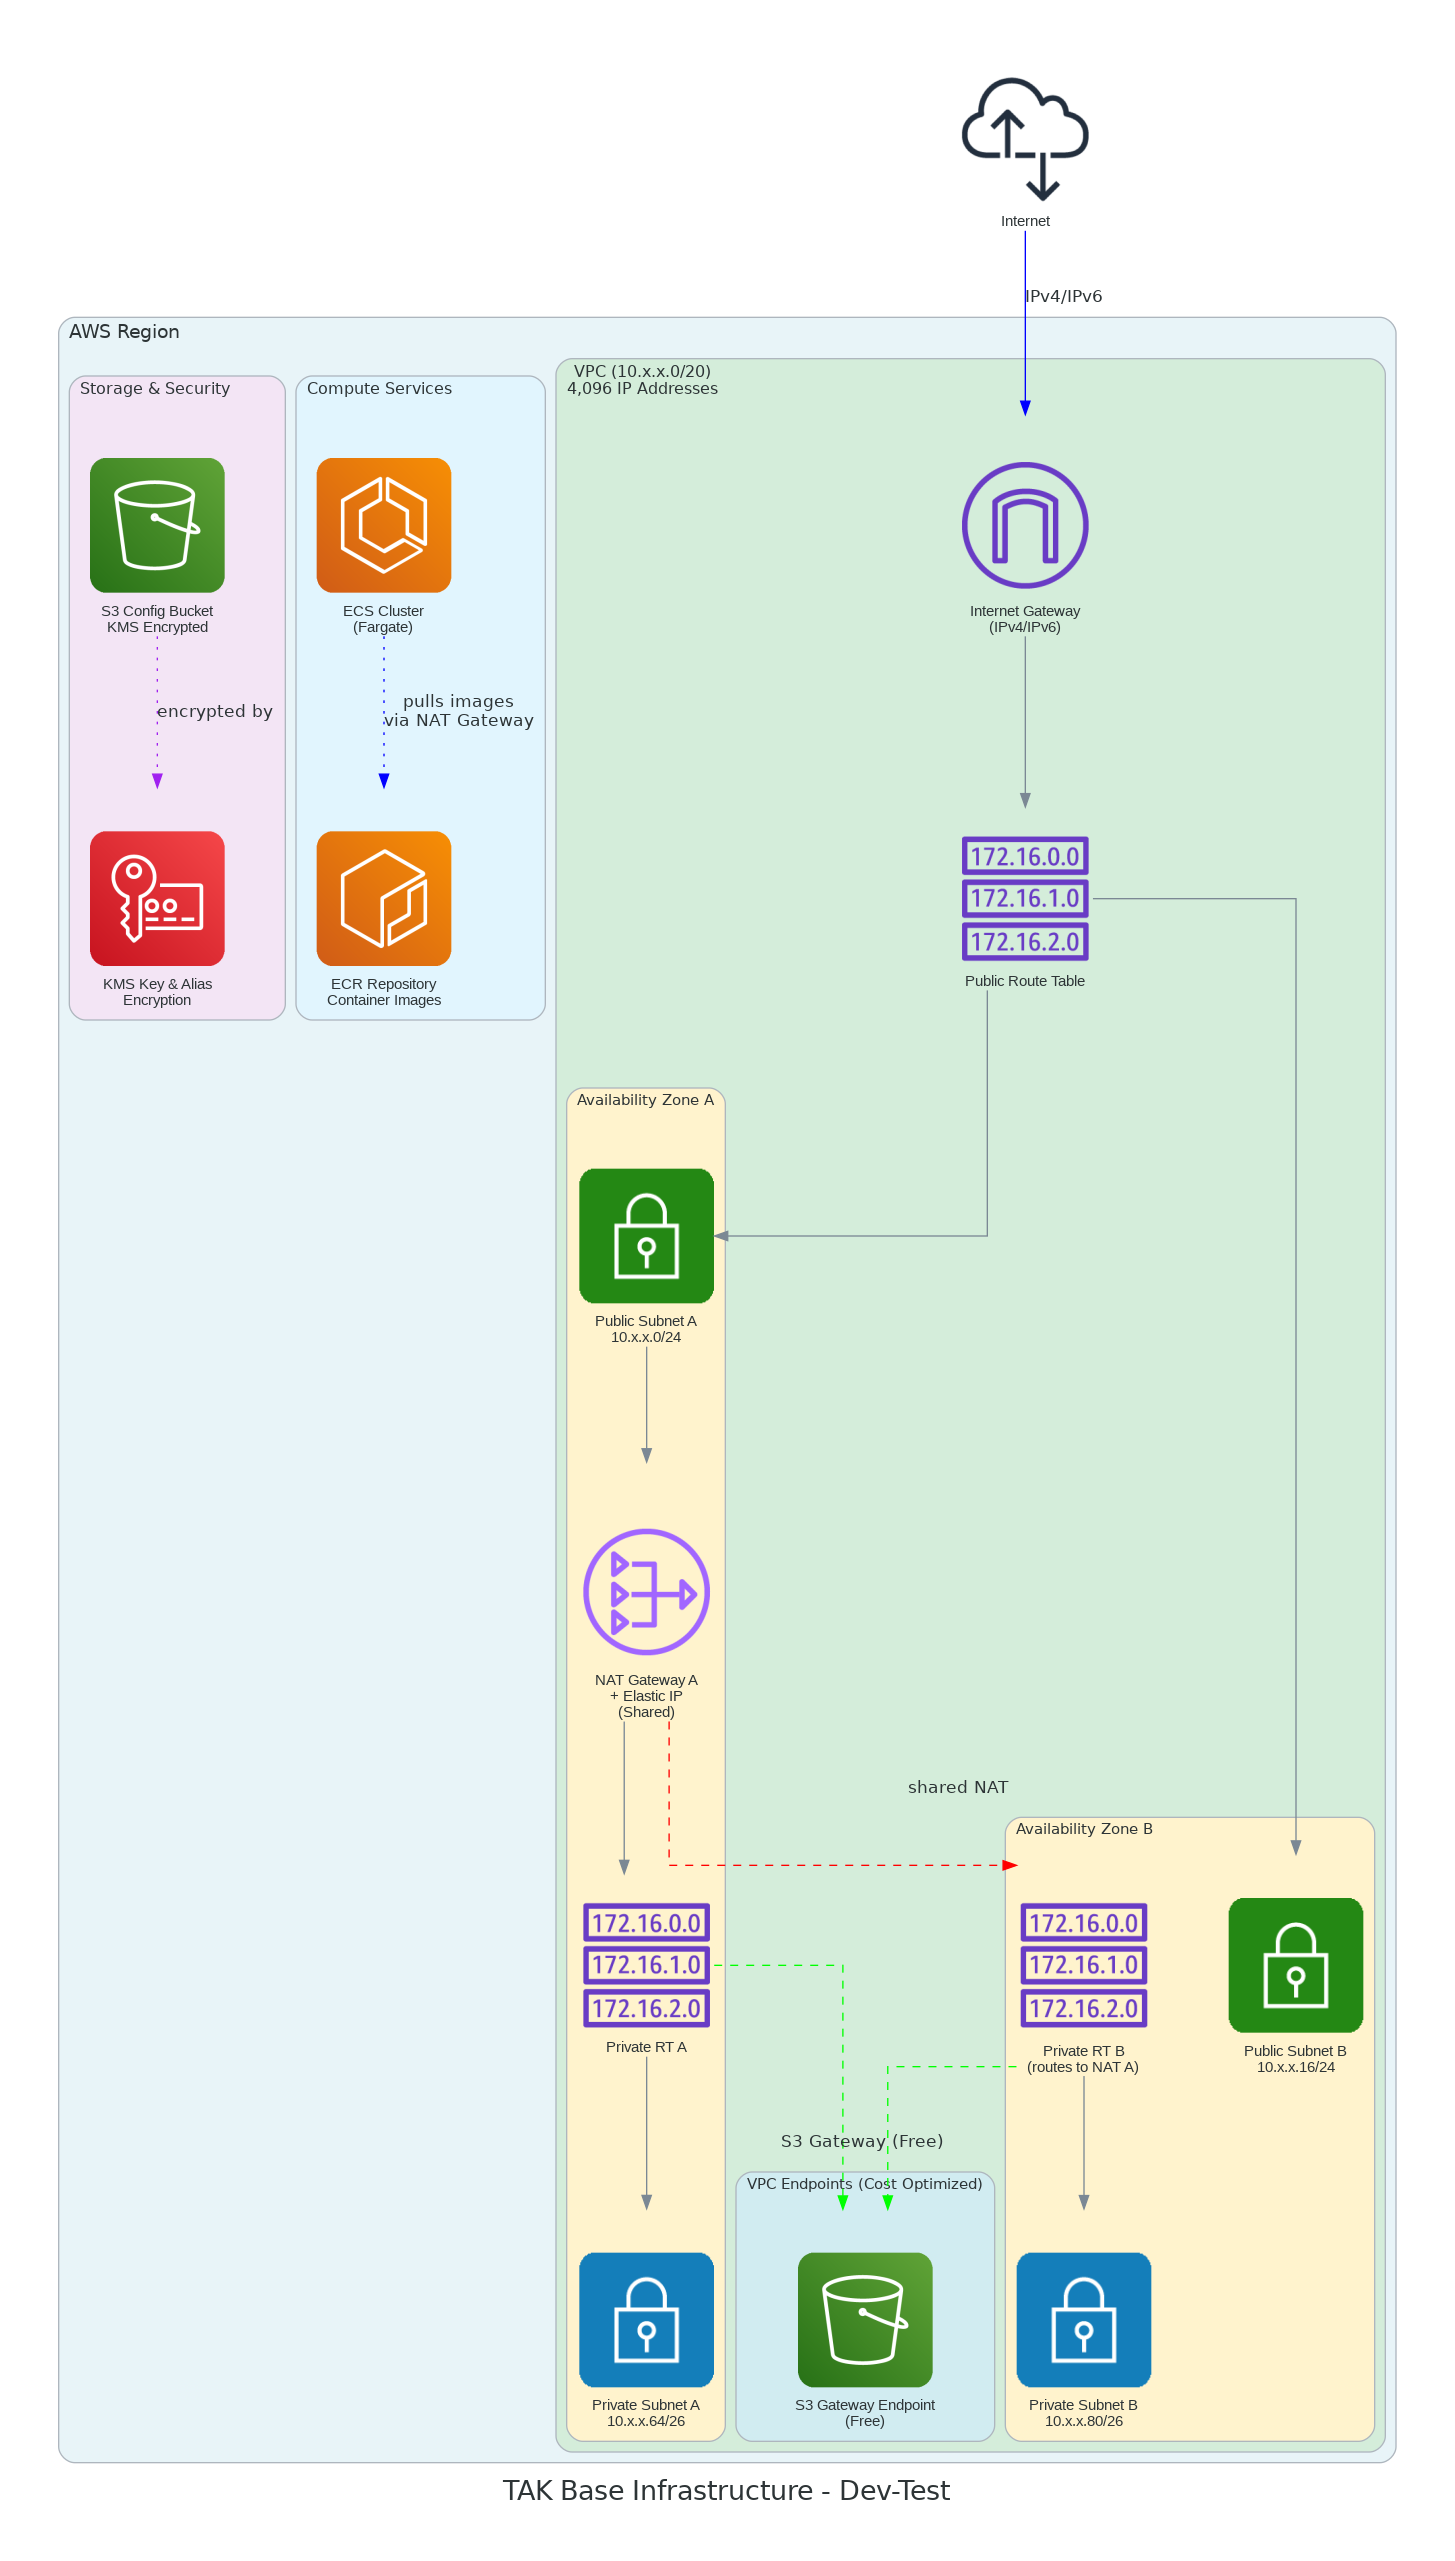 Internet
IPv4/IPv6
AWS Region
Storage & Security
S3 Config Bucket
KMS Encrypted
encrypted by
KMS Key & Alias
Encryption
Compute Services
ECS Cluster
(Fargate)
pulls images
via NAT Gateway
ECR Repository
Container Images
VPC (10.x.x.0/20)
4,096 IP Addresses
Internet Gateway
(IPv4/IPv6)
172.16.0.0
172.16.1.0
172.16.2.0
Public Route Table
Availability Zone A
Public Subnet A
10.x.x.0/24
NAT Gateway A
+ Elastic IP
(Shared)
shared NAT
172.16.0.0
172.16.1.0
172.16.2.0
Private RT A
Availability Zone B
172.16.0.0
172.16.1.0
172.16.2.0
Private RT B
(routes to NAT A)
Public Subnet B
10.x.x.16/24
S3 Gateway (Free)
VPC Endpoints (Cost Optimized)
Private Subnet A
10.x.x.64/26
S3 Gateway Endpoint
(Free)
Private Subnet B
10.x.x.80/26
TAK Base Infrastructure - Dev-Test